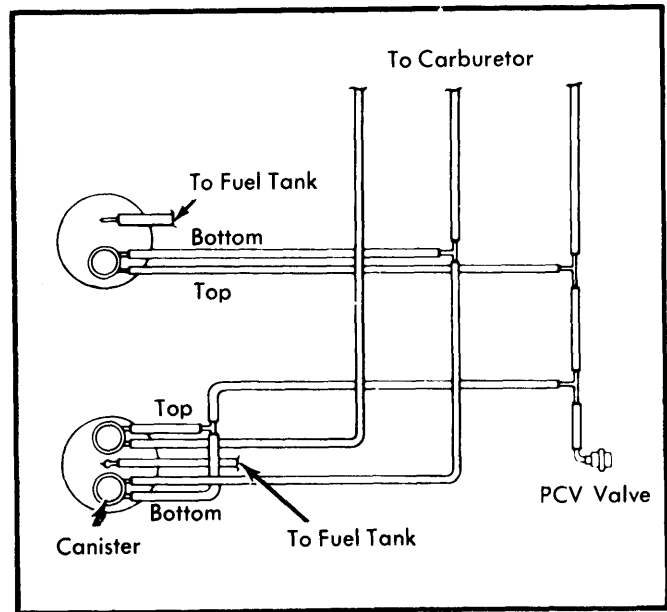 To Carburetor
To Fuel Tank
Bottom
Top
Top
Bottom
PCV Valve
Canister
To Fuel Tank